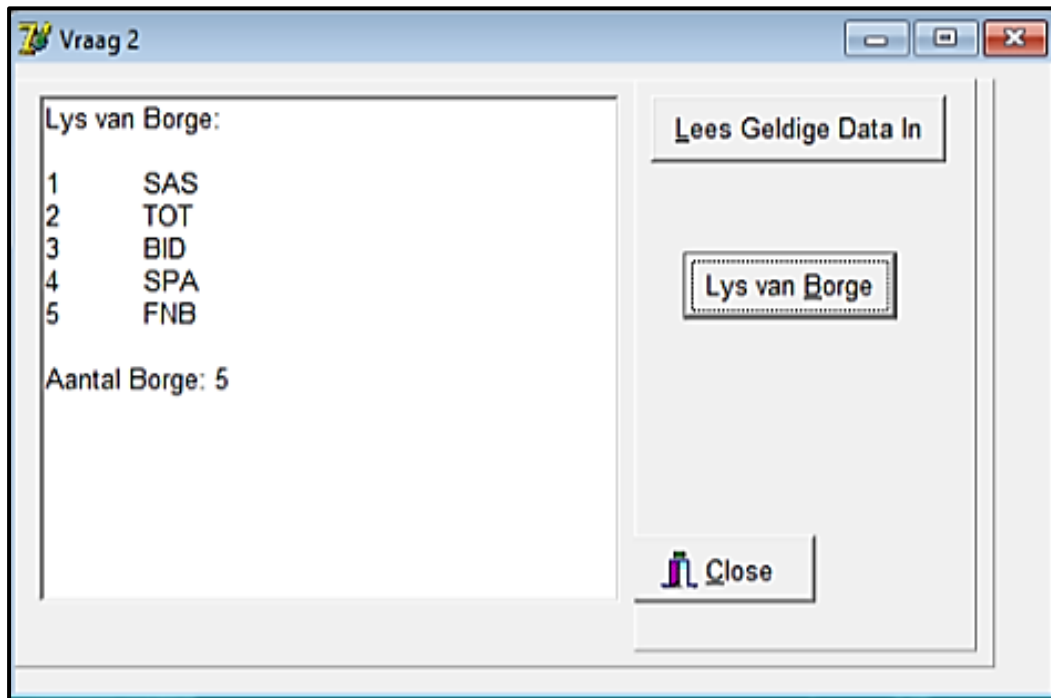 Vraag 2
Lys van Borge:
1 SAS
2 TOT
3 BID
4 SPA
5 FNB
Aantal Borge: 5
Lees Geldige Data In
Lys van Borge
Close